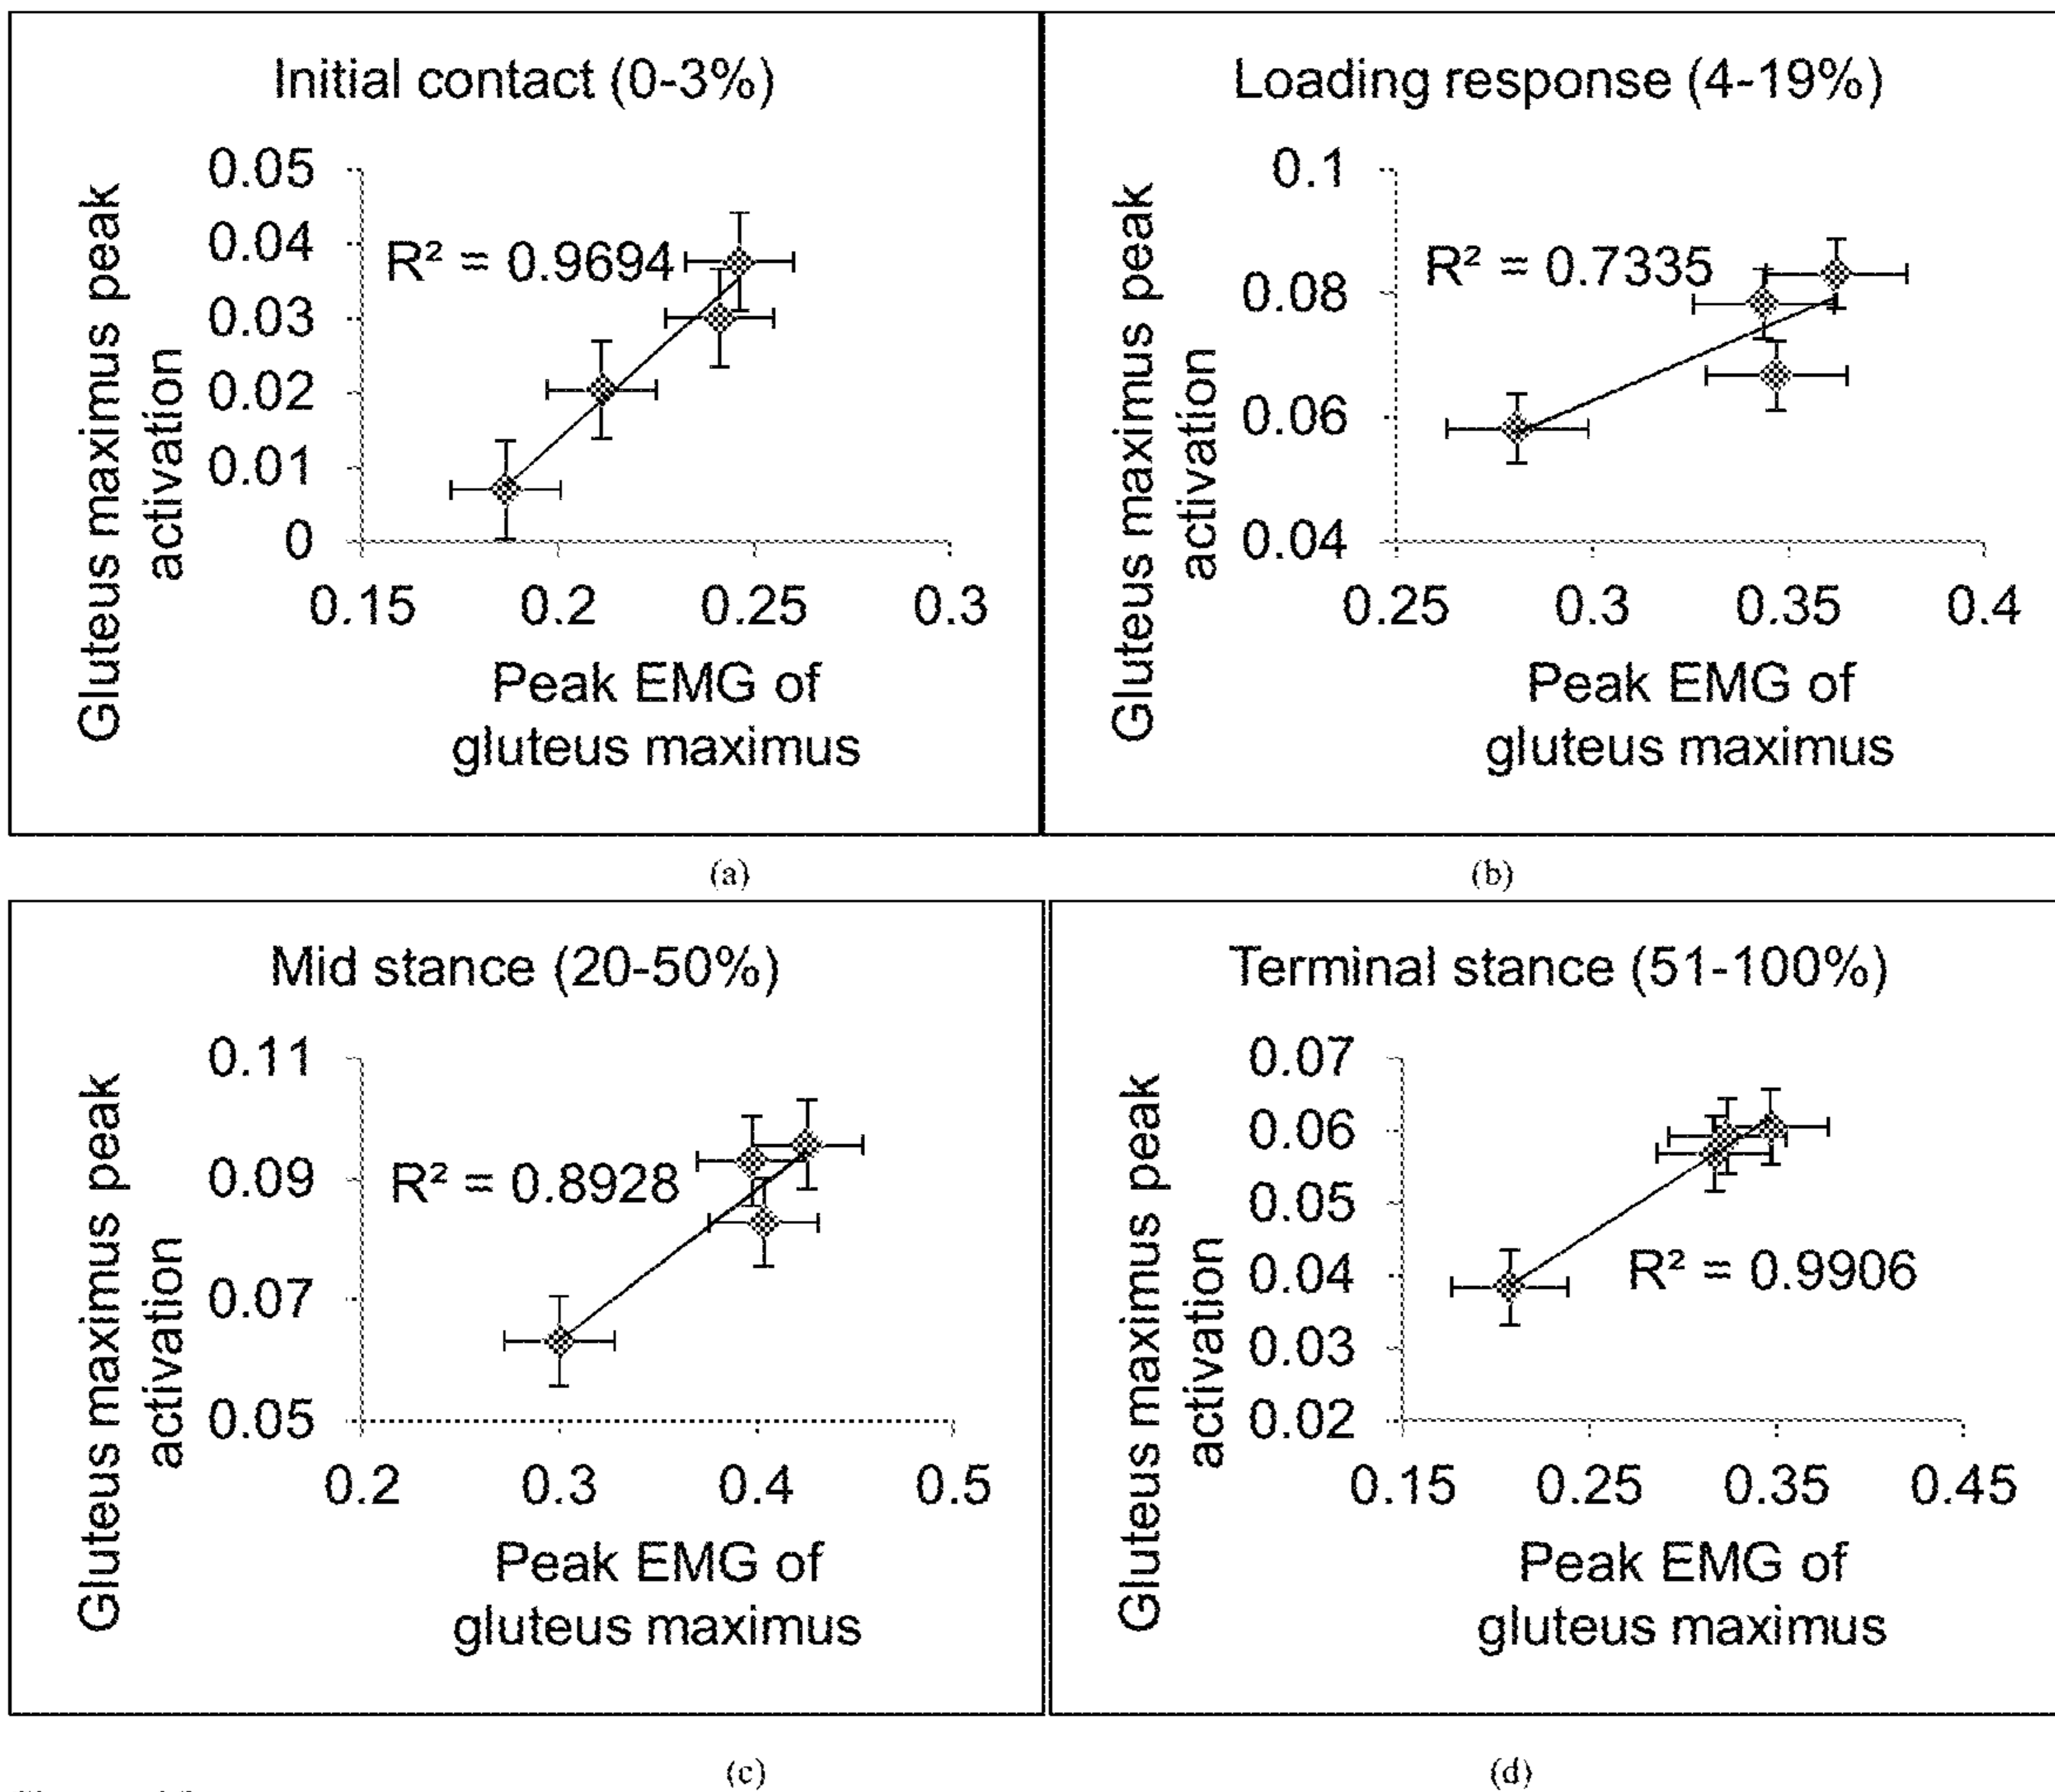 Initial contact (0-3%)
Gluteus maximus peak
activation
0.05
0.04
0.03
0.02
0.01
0
R² = 0.9694
0.15 0.2 0.25 0.3
Peak EMG of
gluteus maximus
(a)
Loading response (4-19%)
Gluteus maximus peak
activation
0.1
0.08
0.06
0.04
R² = 0.7335
0.25 0.3 0.35 0.4
Peak EMG of
gluteus maximus
(b)
Mid stance (20-50%)
Gluteus maximus peak
activation
0.11
0.09
0.07
0.05
R² = 0.8928
0.2 0.3 0.4 0.5
Peak EMG of
gluteus maximus
(c)
Terminal stance (51-100%)
Gluteus maximus peak
activation
0.07
0.06
0.05
0.04
0.03
0.02
R² = 0.9906
0.15 0.25 0.35 0.45
Peak EMG of
gluteus maximus
(d)